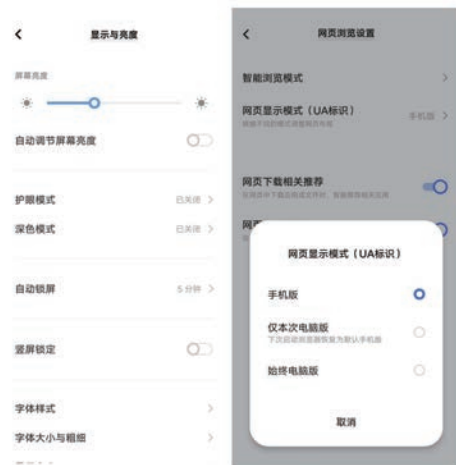 显示与亮度
屏幕亮度
自动调节屏幕亮度
护眼模式
已关闭
深色模式
已关闭
自动锁屏
5 分钟
竖屏锁定
字体样式
字体大小与粗细
网页浏览设置
智能浏览模式
网页显示模式（UA标识）
手机版
网页下载相关推荐
网页显示模式（UA标识）
手机版
仅本次电脑版
下次启动浏览器恢复为默认手机版
始终电脑版
取消